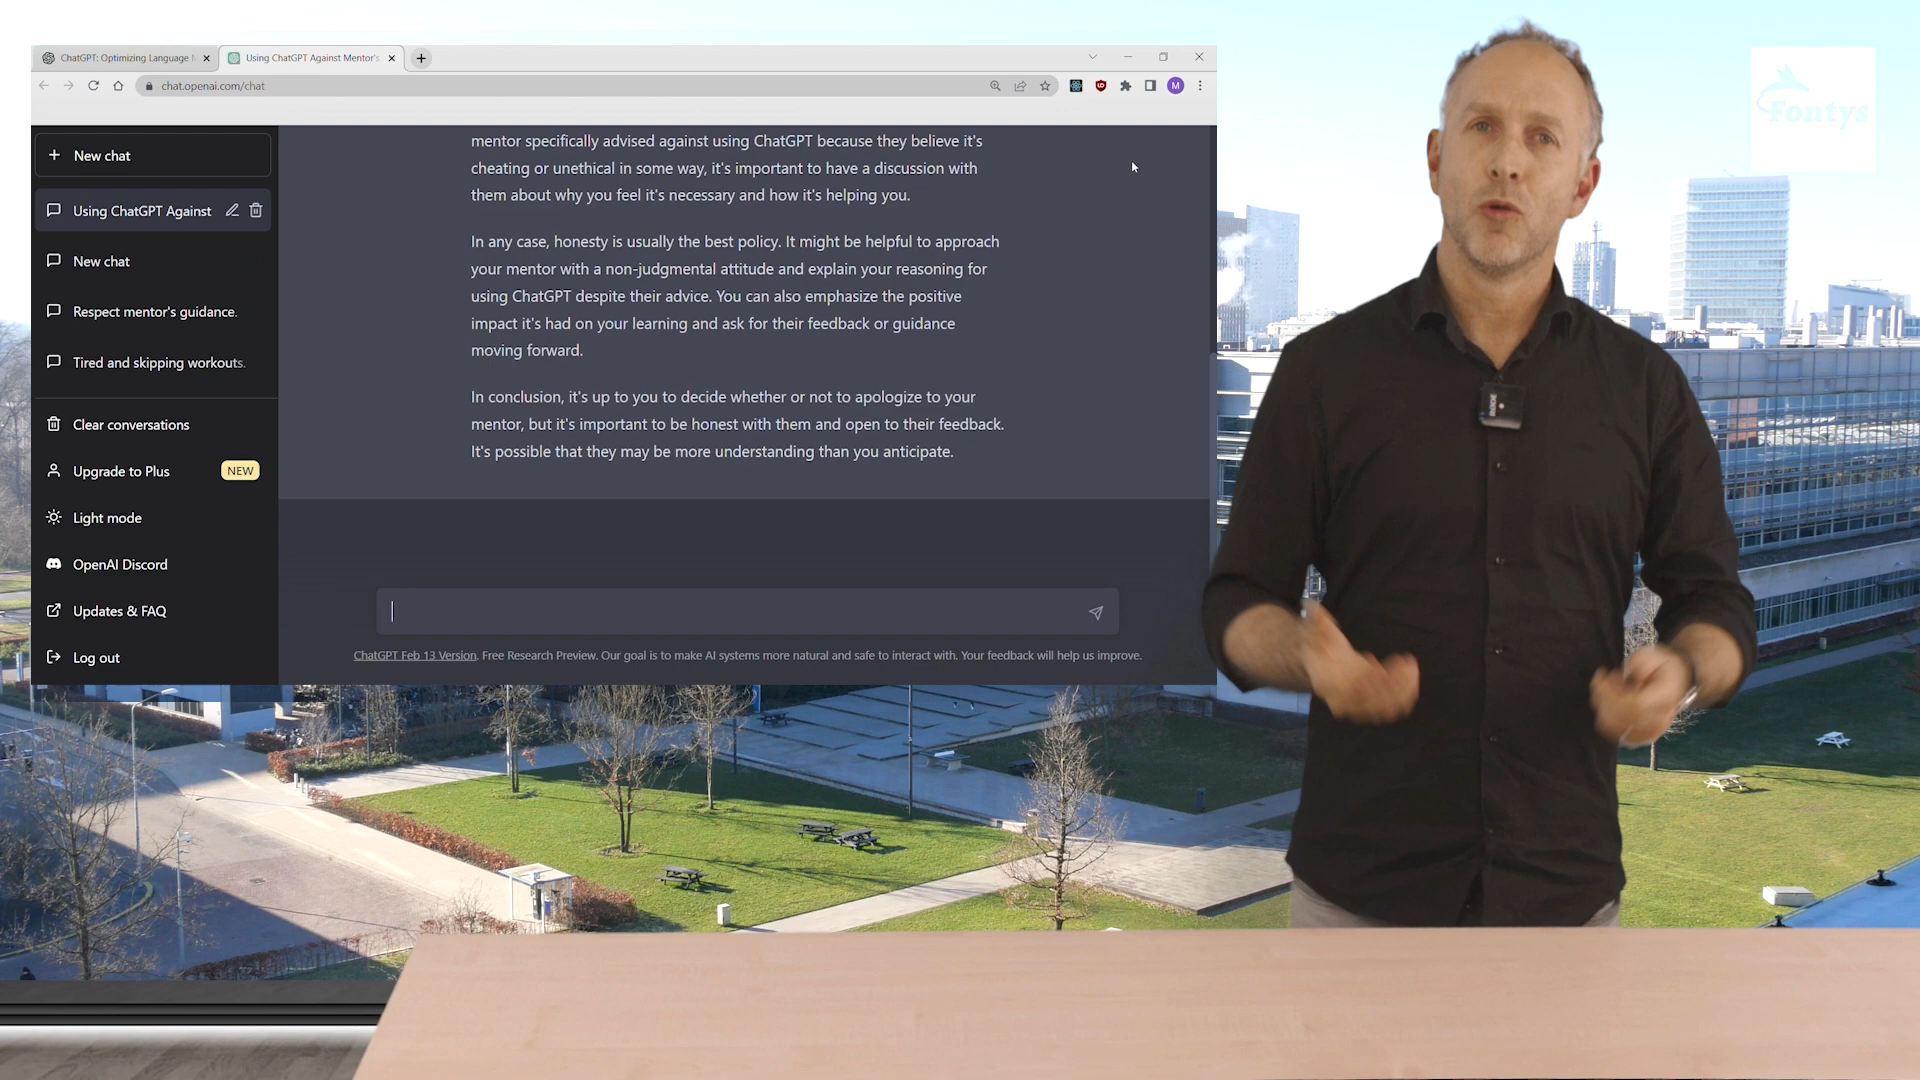 ChatGPT: Optimizing Language
Using ChatGPT Against Mentor's
chat.openai.com/chat
M
New chat
Using ChatGPT Against
New chat
Respect mentor's guidance.
Tired and skipping workouts.
Clear conversations
Upgrade to Plus NEW
Light mode
OpenAI Discord
Updates & FAQ
Log out
mentor specifically advised against using ChatGPT because they believe it's
cheating or unethical in some way, it's important to have a discussion with
them about why you feel it's necessary and how it's helping you.
In any case, honesty is usually the best policy. It might be helpful to approach
your mentor with a non-judgmental attitude and explain your reasoning for
using ChatGPT despite their advice. You can also emphasize the positive
impact it's had on your learning and ask for their feedback or guidance
moving forward.
In conclusion, it's up to you to decide whether or not to apologize to your
mentor, but it's important to be honest with them and open to their feedback.
It's possible that they may be more understanding than you anticipate.
ChatGPT Feb 13 Version. Free Research Preview. Our goal is to make AI systems more natural and safe to interact with. Your feedback will help us improve.
Fontys
RØDE